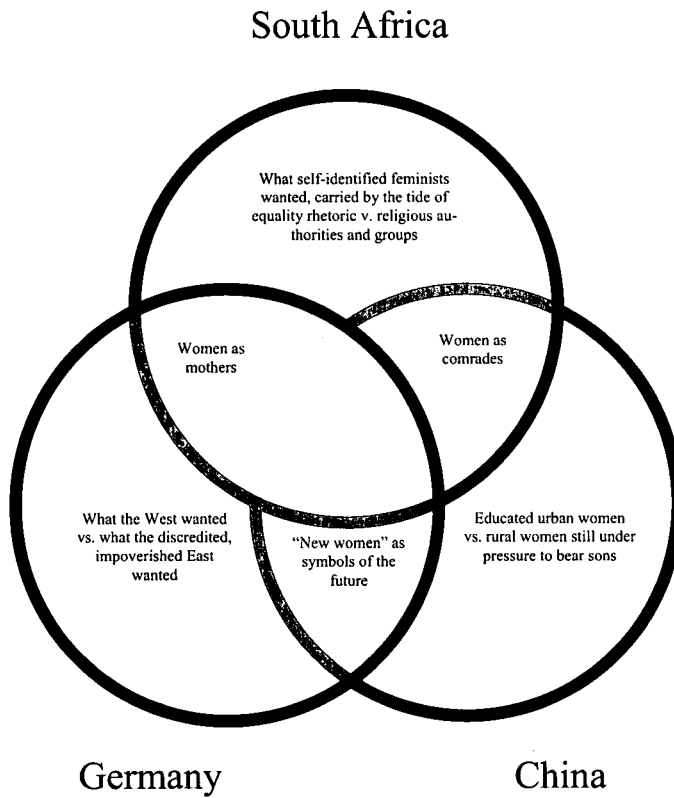 South Africa
What self-identified feminists
wanted, carried by the tide of
equality rhetoric v. religious au-
thorities and groups
Women as
mothers
Women as
comrades
What the West wanted
vs. what the discredited,
impoverished East
wanted
“New women” as
symbols of the
future
Educated urban women
vs. rural women still under
pressure to bear sons
Germany
China